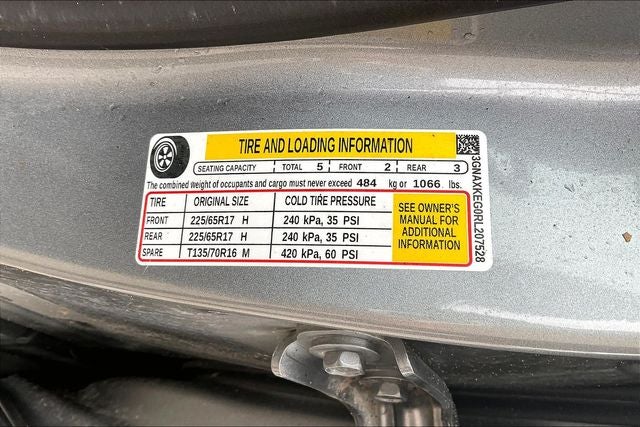 TIRE AND LOADING INFORMATION
SEATING CAPACITY TOTAL 5 FRONT 2 REAR 3
The combined weight of occupants and cargo must never exceed 484 kg or 1066 lbs.
TIRE ORIGINAL SIZE COLD TIRE PRESSURE
FRONT 225/65R17 H 240 kPa, 35 PSI
REAR 225/65R17 H 240 kPa, 35 PSI
SPARE T135/70R16 M 420 kPa, 60 PSI
SEE OWNER'S
MANUAL FOR
ADDITIONAL
INFORMATION
3GNAXKEG0RL207528